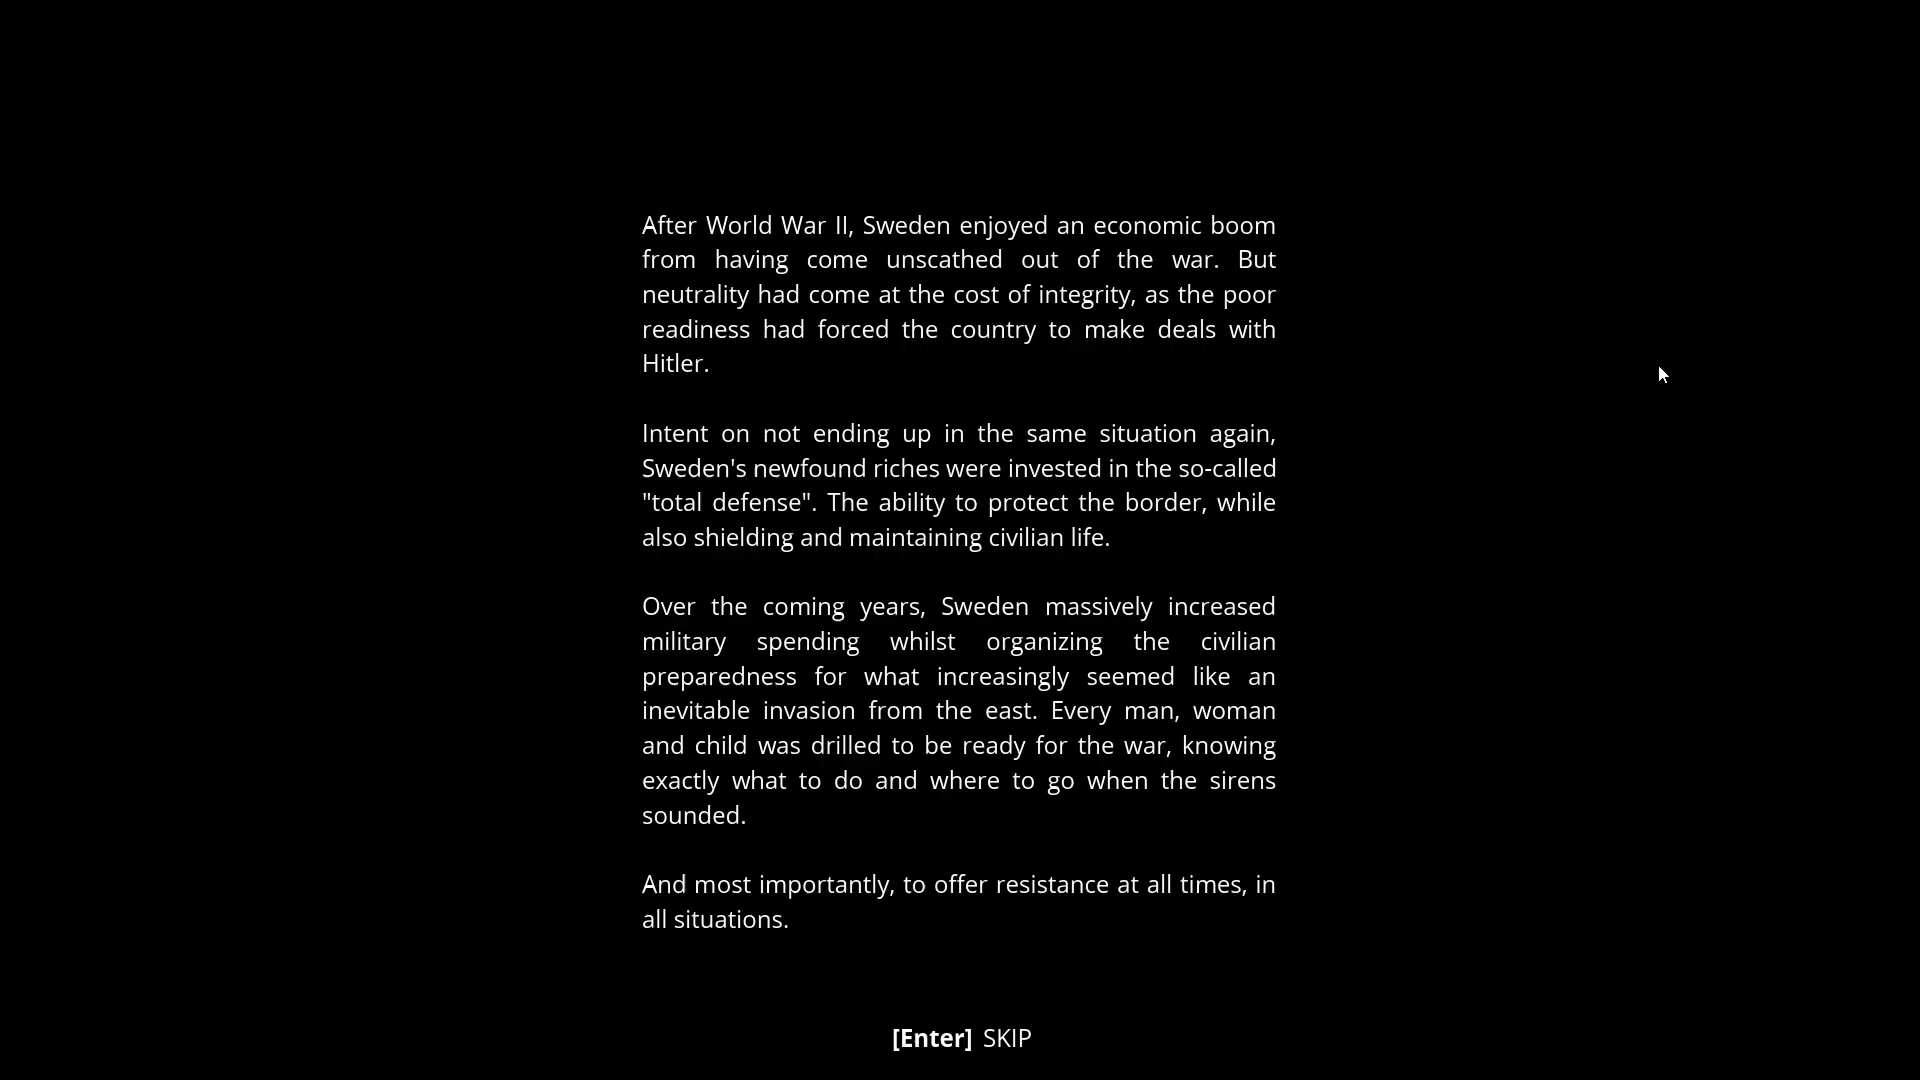 After World War II, Sweden enjoyed an economic boom
from having come unscathed out of the war. But
neutrality had come at the cost of integrity, as the poor
readiness had forced the country to make deals with
Hitler.
Intent on not ending up in the same situation again,
Sweden's newfound riches were invested in the so-called
"total defense". The ability to protect the border, while
also shielding and maintaining civilian life.
Over the coming years, Sweden massively increased
military spending whilst organizing the civilian
preparedness for what increasingly seemed like an
inevitable invasion from the east. Every man, woman
and child was drilled to be ready for the war, knowing
exactly what to do and where to go when the sirens
sounded.
And most importantly, to offer resistance at all times, in
all situations.
[Enter] SKIP